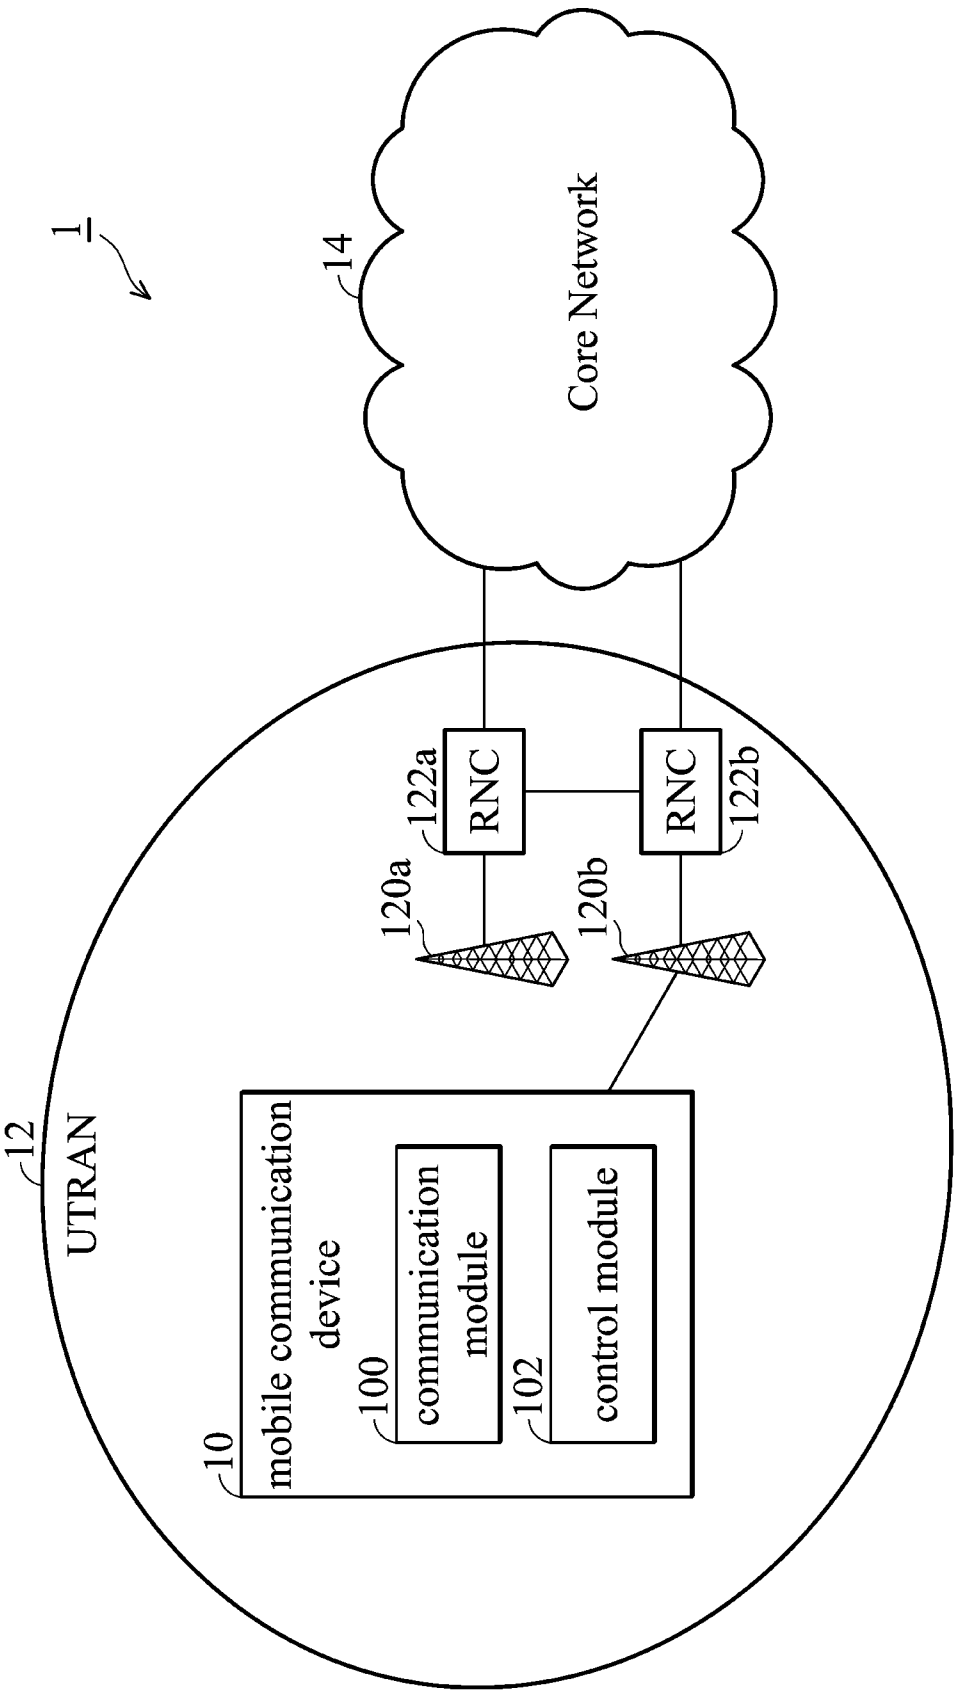 1
12
UTRAN
10
mobile communication
device
100
communication
module
102
control module
120a
120b
122a
RNC
RNC
122b
14
Core Network